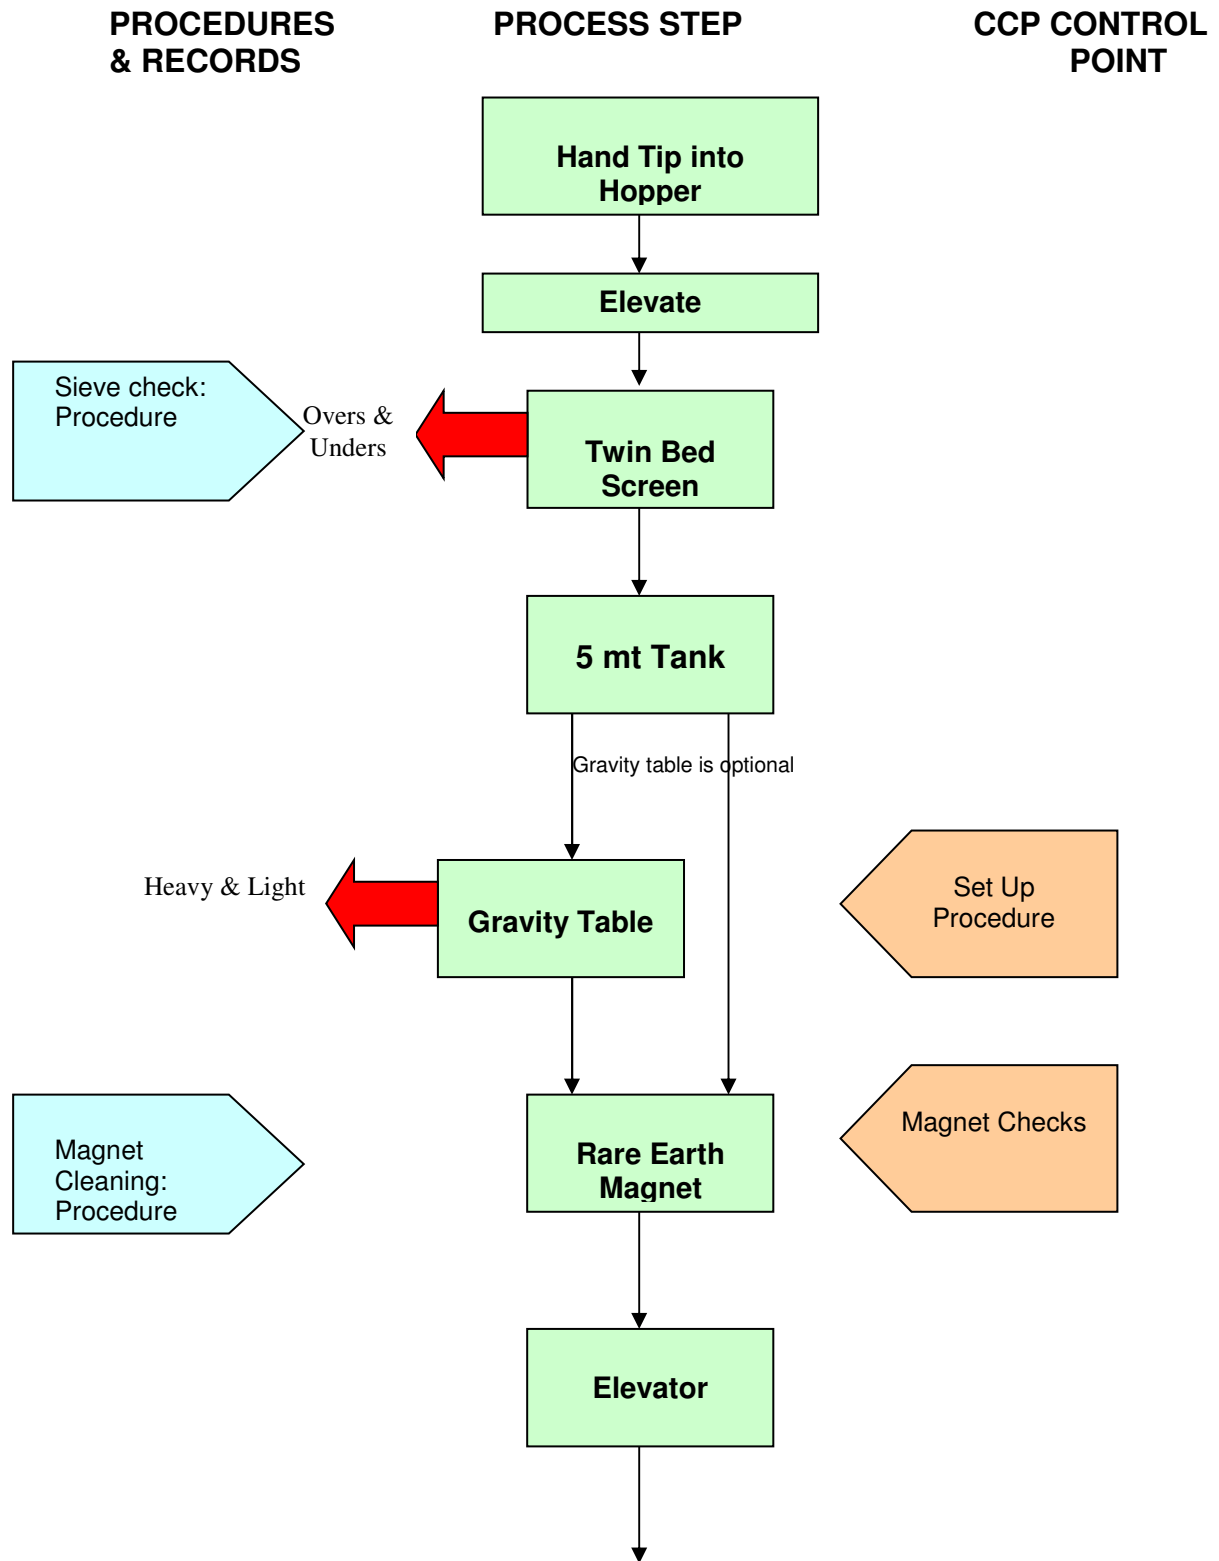 PROCEDURES
& RECORDS
PROCESS STEP
CCP CONTROL
POINT
Hand Tip into
Hopper
Elevate
Sieve check:
Procedure
Overs &
Unders
Twin Bed
Screen
5 mt Tank
Gravity table is optional
Heavy & Light
Gravity Table
Set Up
Procedure
Magnet
Cleaning:
Procedure
Rare Earth
Magnet
Magnet Checks
Elevator